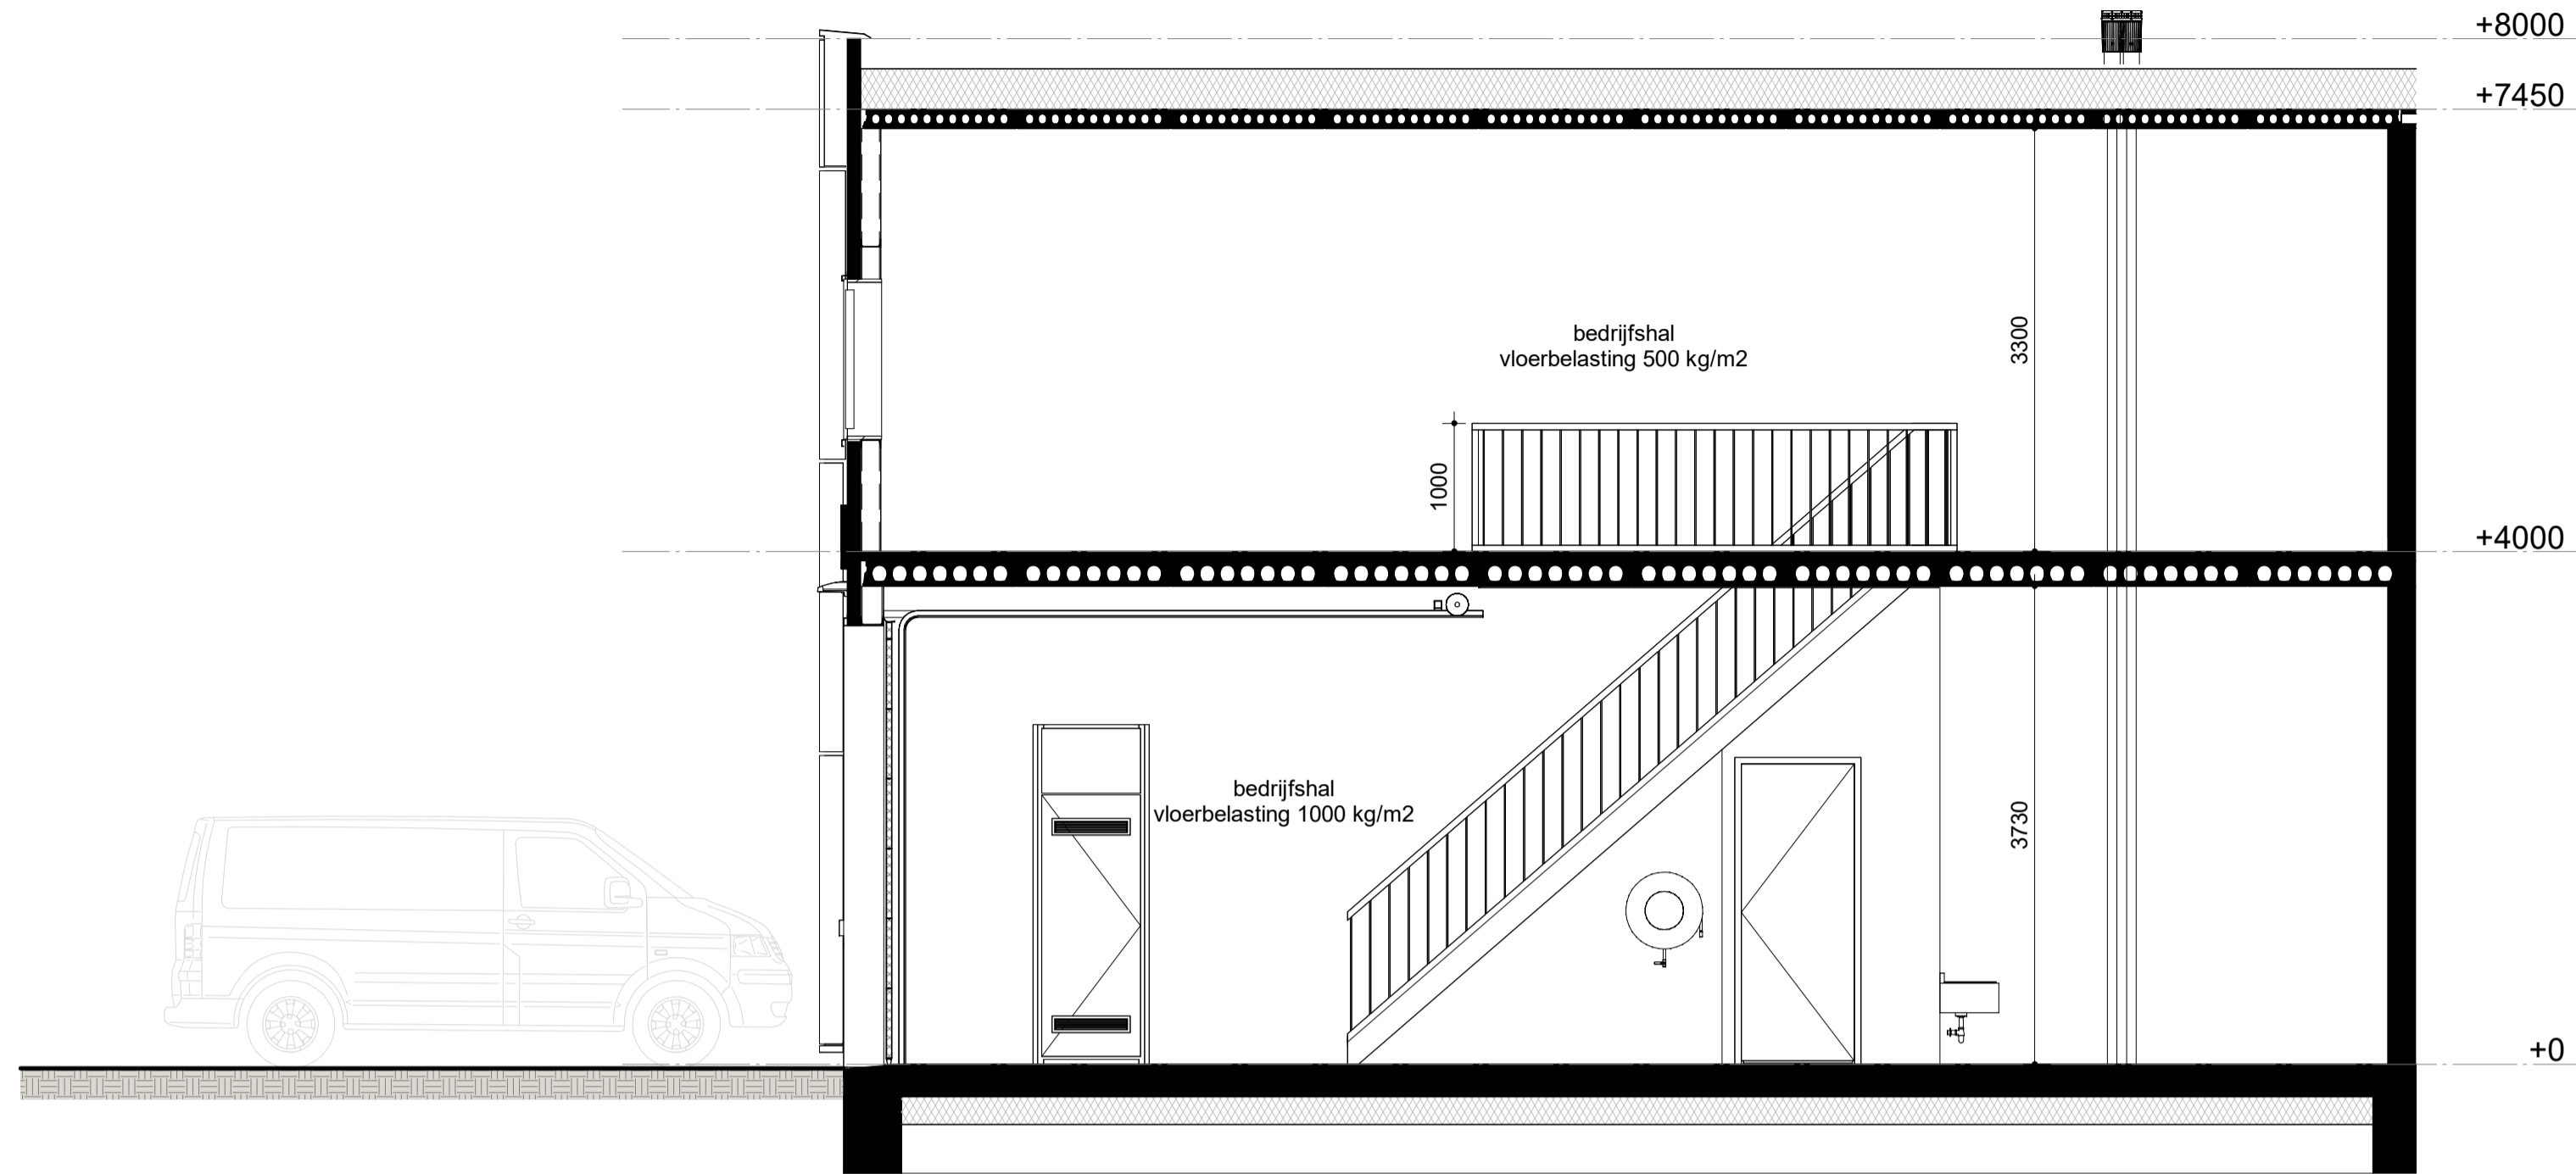 +8000
+7450
bedrijfshal
vloerbelasting 500 kg/m2
3300
1000
+4000
bedrijfshal
vloerbelasting 1000 kg/m2
3730
+0